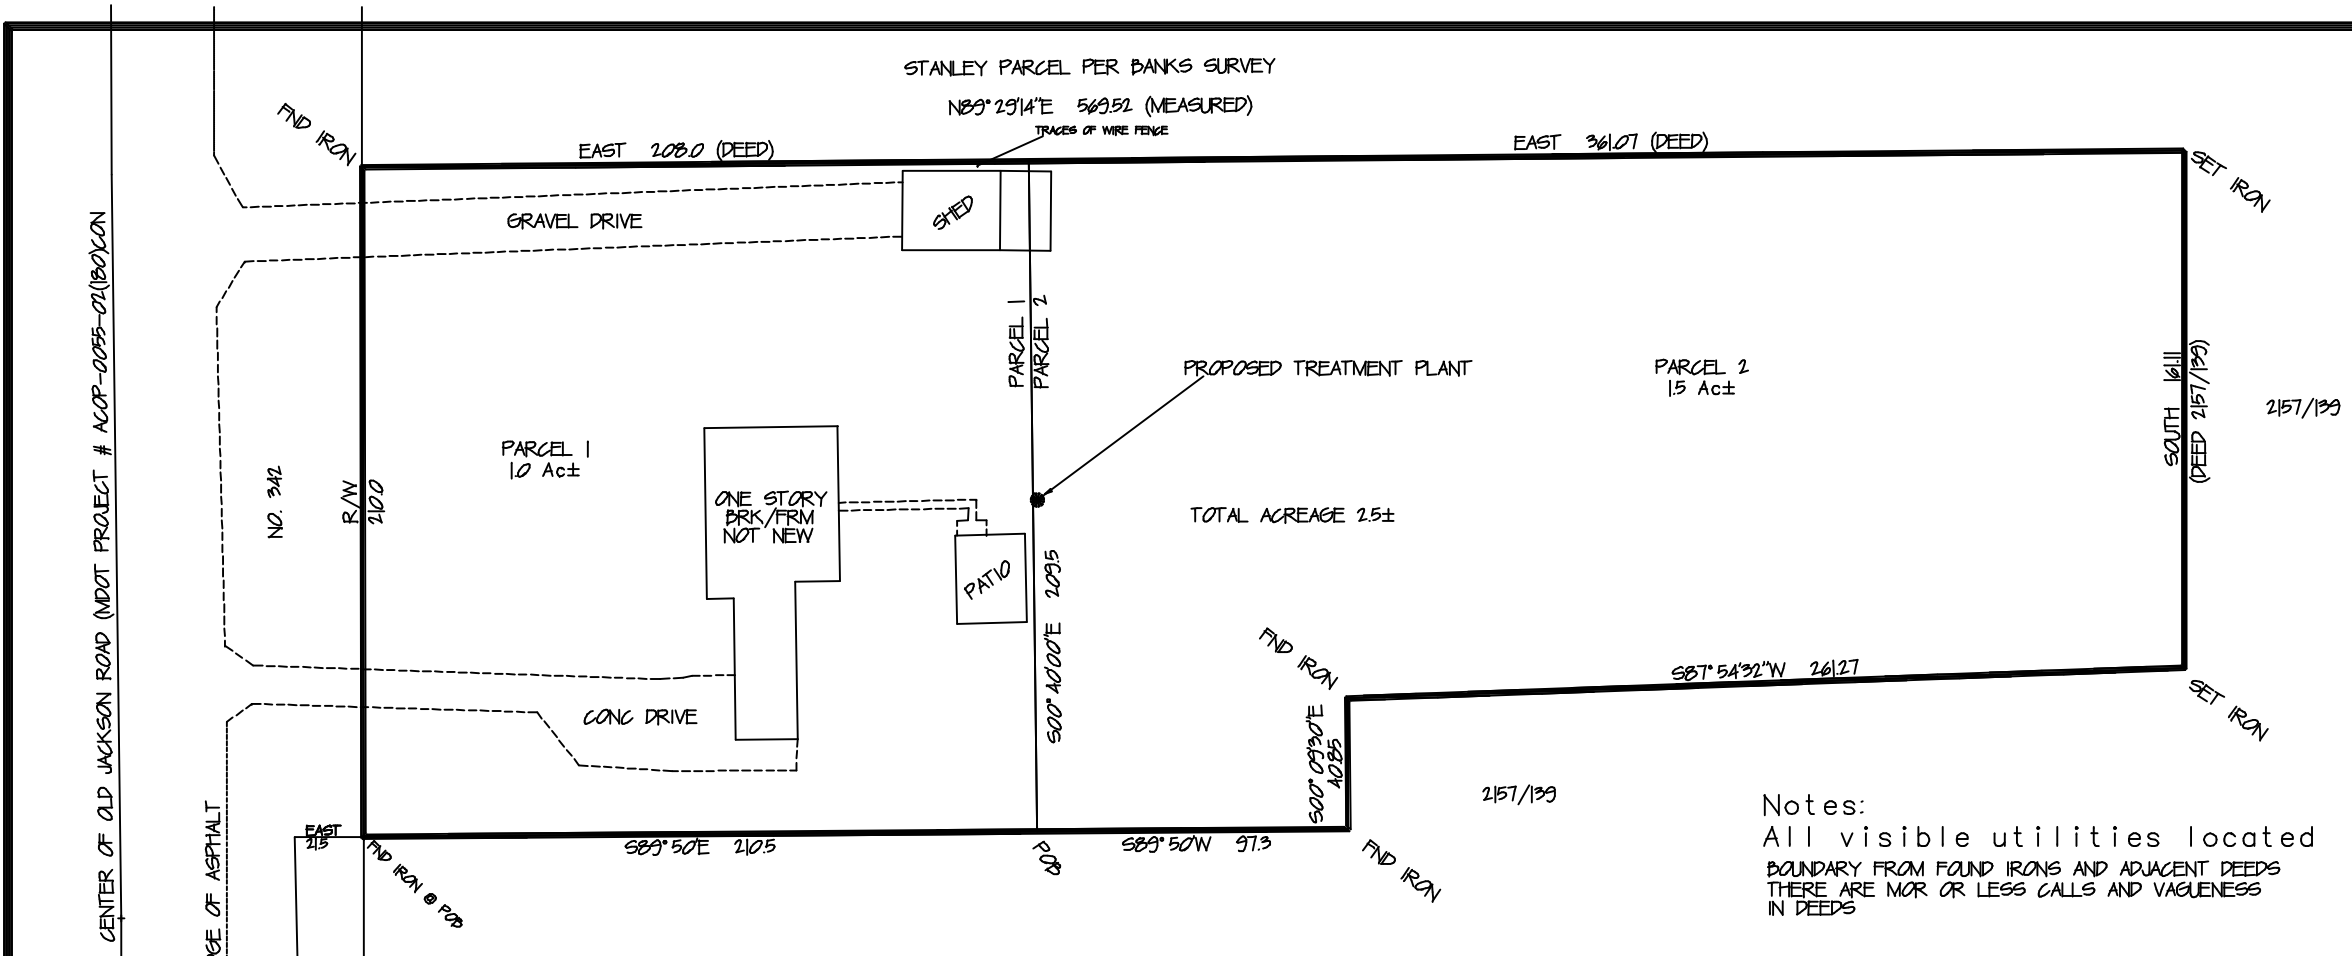 STANLEY PARCEL PER BANKS SURVEY
N89°29'14"E 569.52 (MEASURED)
TRACES OF WIRE FENCE
FND IRON
EAST 208.0 (DEED)
EAST 361.07 (DEED)
SET IRON
GRAVEL DRIVE
SHED
CENTER OF OLD JACKSON ROAD (MDOT PROJECT # ACOP-0055-02(180)CON
PARCEL 1
PARCEL 2
PROPOSED TREATMENT PLANT
PARCEL 2
1.5 Ac±
SOUTH 161.11
(DEED 2157/139)
2157/139
PARCEL 1
1.0 Ac±
NO. 342
R/W
210.0
ONE STORY
BRK/FRM
NOT NEW
TOTAL ACREAGE 2.5±
PATIO
S00°40'00"E 209.5
FND IRON
S87°54'32"W 261.27
SET IRON
CONC DRIVE
S00°09'30"E
40.85
2157/139
Notes:
All visible utilities located
BOUNDARY FROM FOUND IRONS AND ADJACENT DEEDS
THERE ARE MOR OR LESS CALLS AND VAGUENESS
IN DEEDS
GE OF ASPHALT
EAST
21.5
FND IRON @ POB
S89°50'E 210.5
POB
S89°50'W 97.3
FND IRON